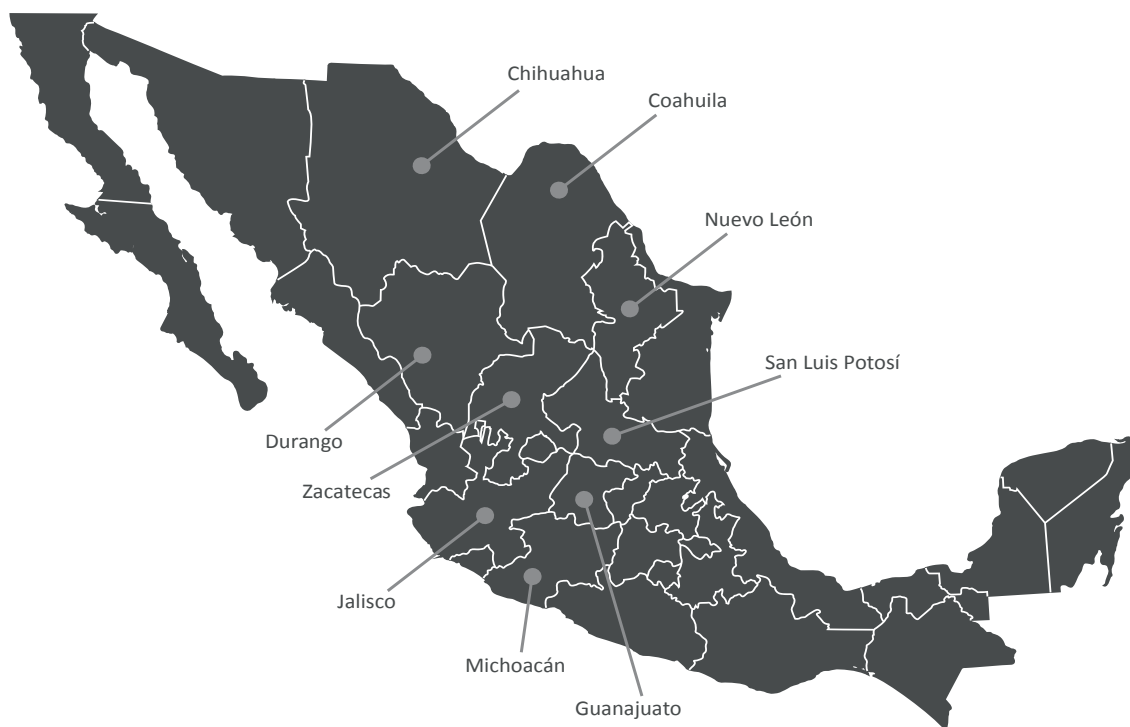 Chihuahua
Coahuila
Nuevo León
San Luis Potosí
Durango
Zacatecas
Jalisco
Michoacán
Guanajuato